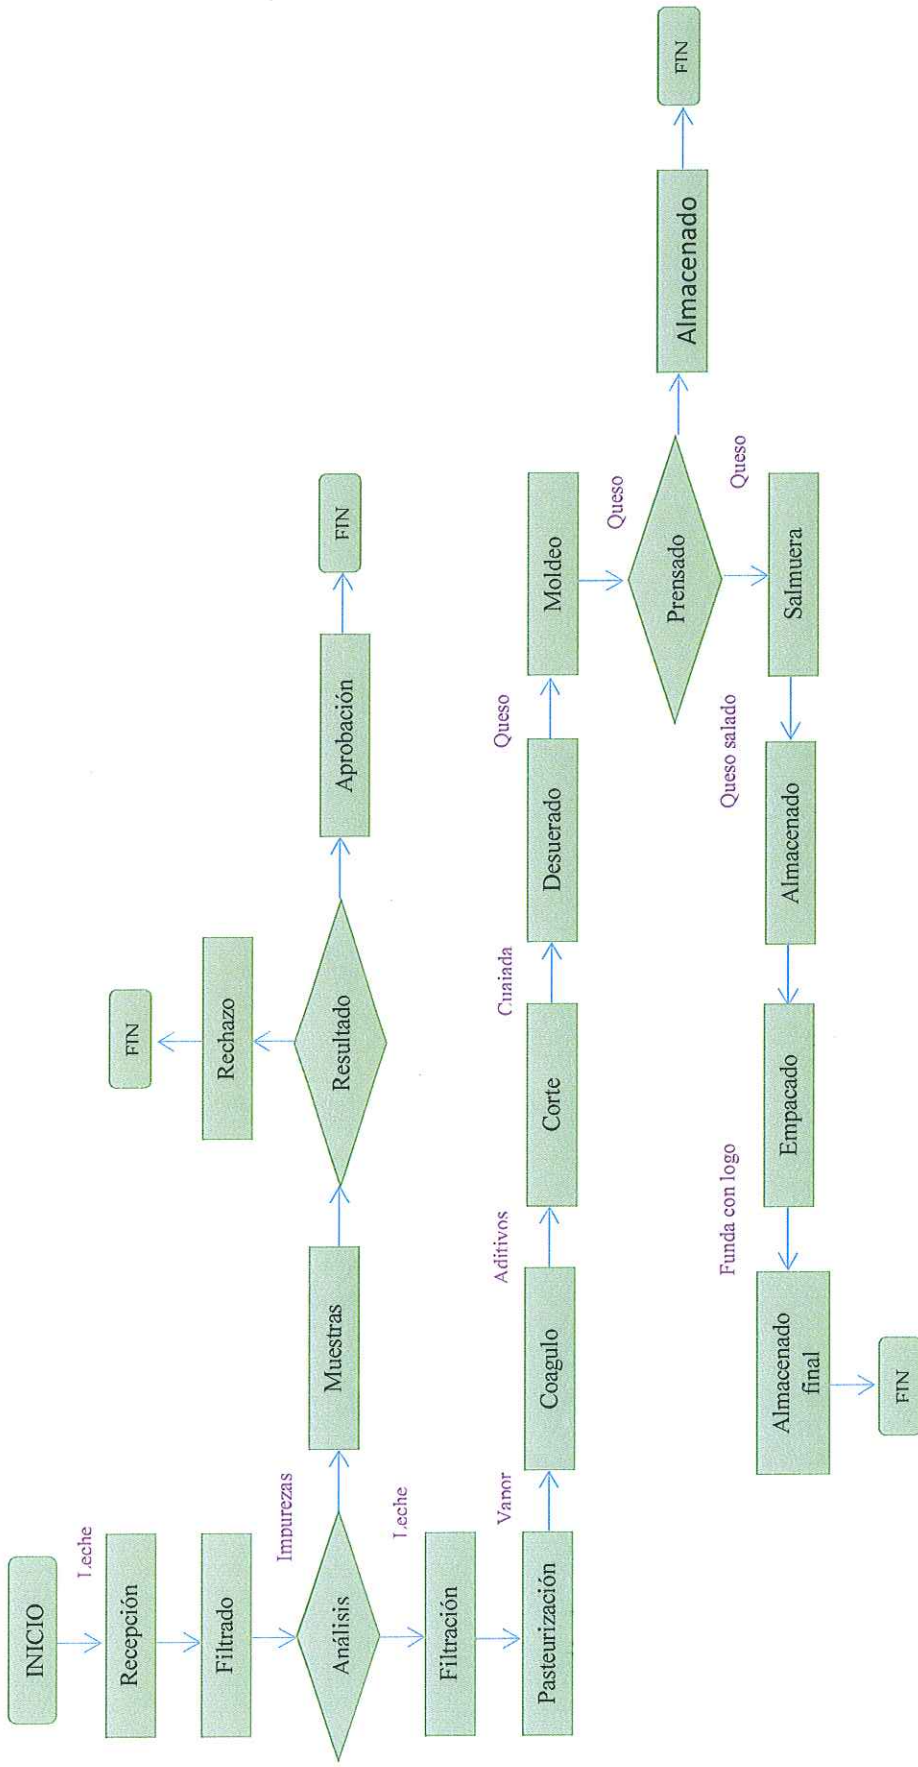 INICIO
Leche
Recepción
FIN
Filtrado
Rechazo
Impurezas
Análisis
Muestras
Resultado
Aprobación
FIN
Leche
Filtración
Vapor
Aditivos
Cuajada
Queso
Pasteurización
Coagulo
Corte
Desuerado
Moldeo
Queso
Prensado
Almacenado
FIN
Funda con logo
Queso salado
Queso
Almacenado
final
Empacado
Almacenado
Salmuera
FIN